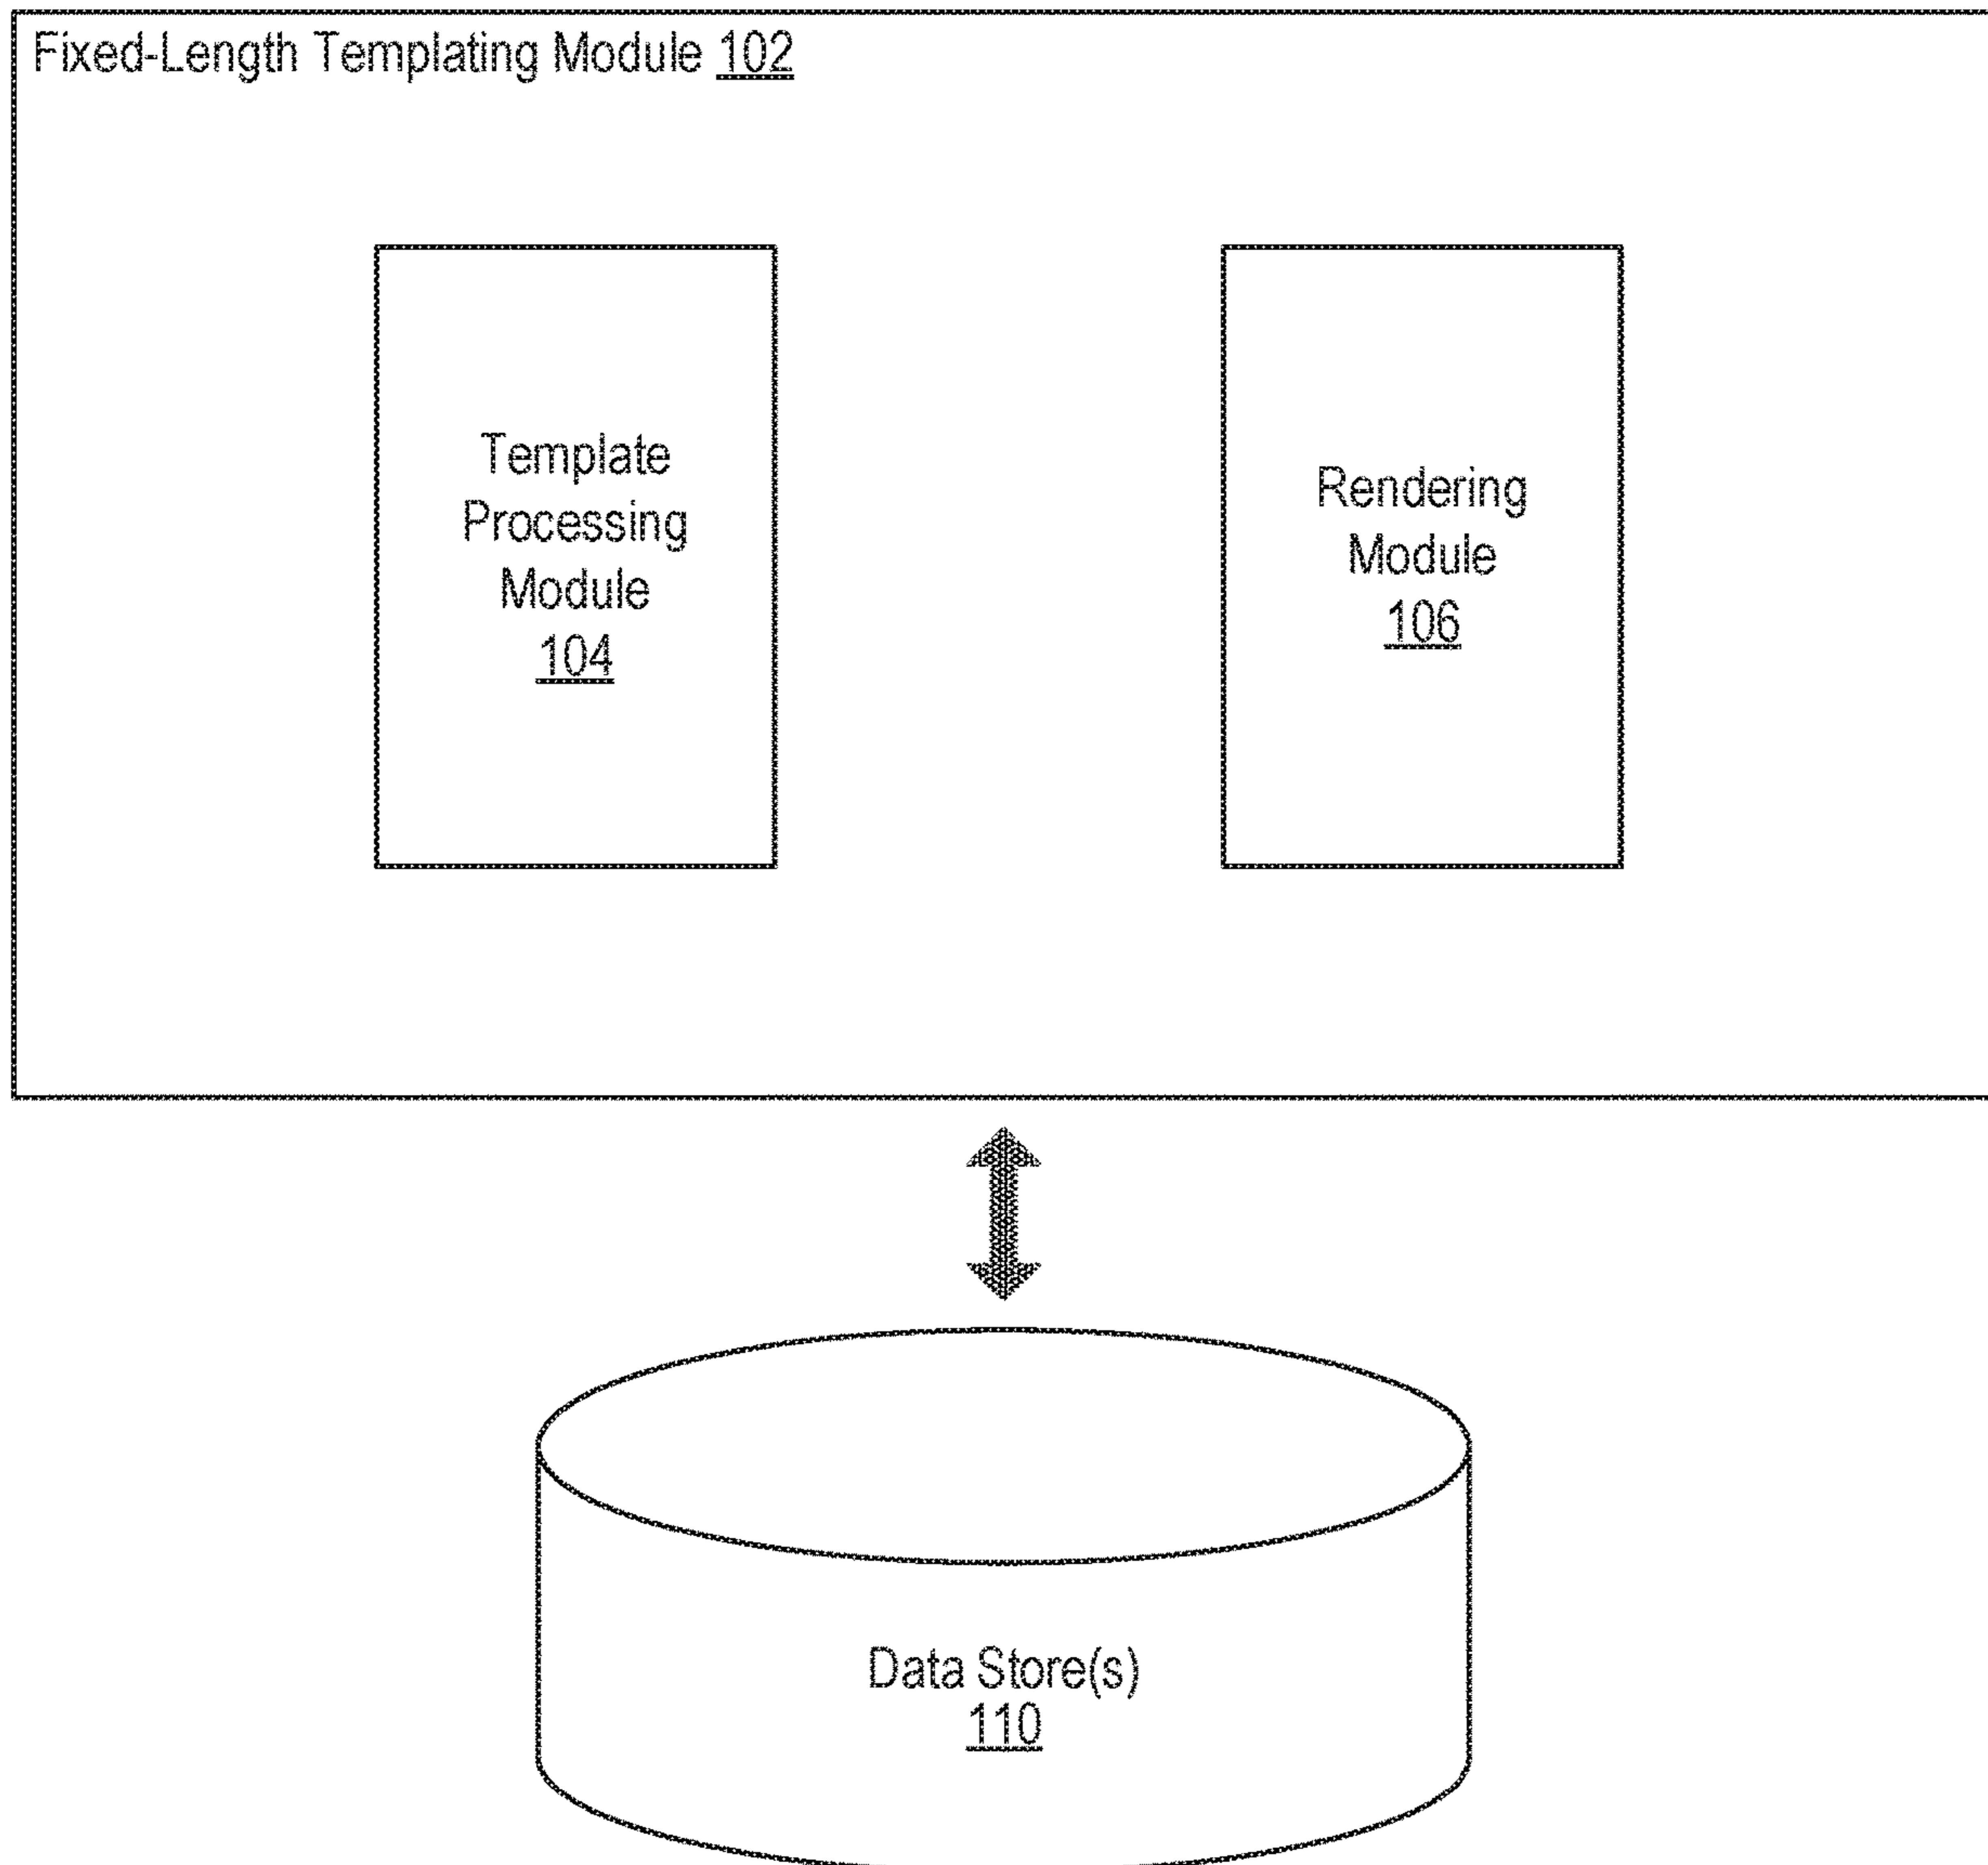 Fixed-Length Templating Module 102
Template
Processing
Module
104
Rendering
Module
106
Data Store(s)
110